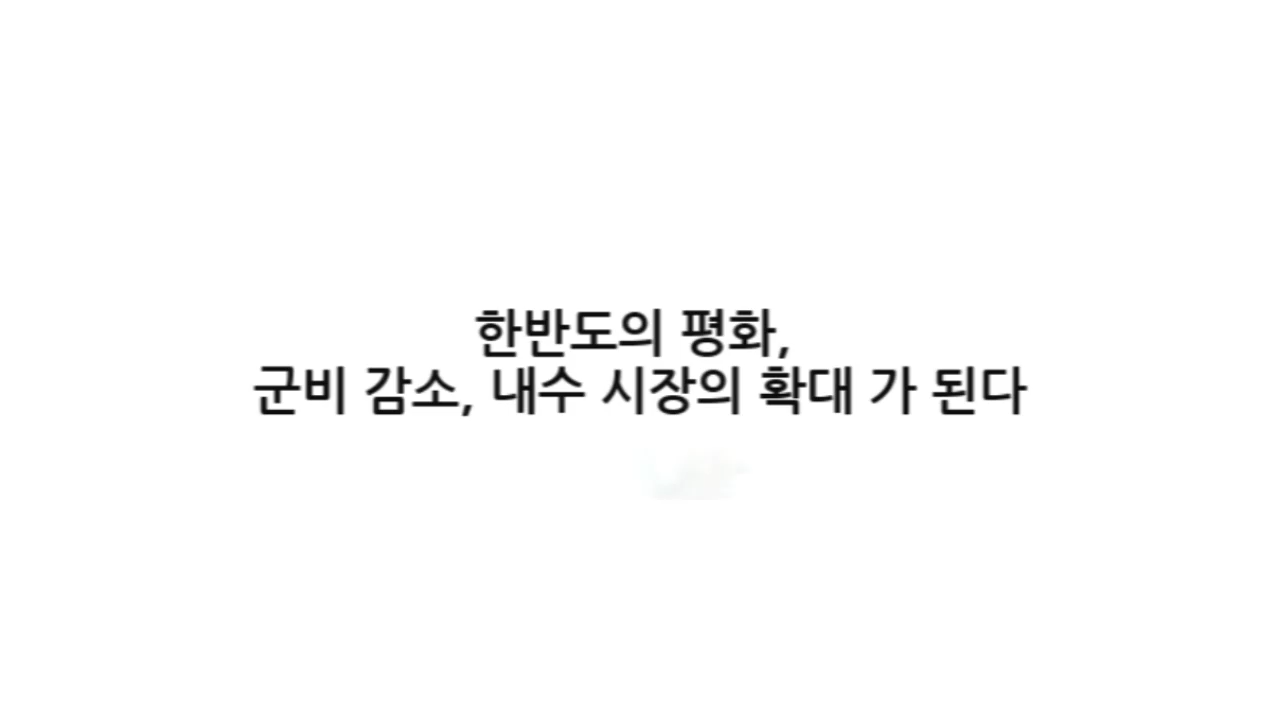 한반도의 평화,
군비 감소, 내수 시장의 확대 가 된다